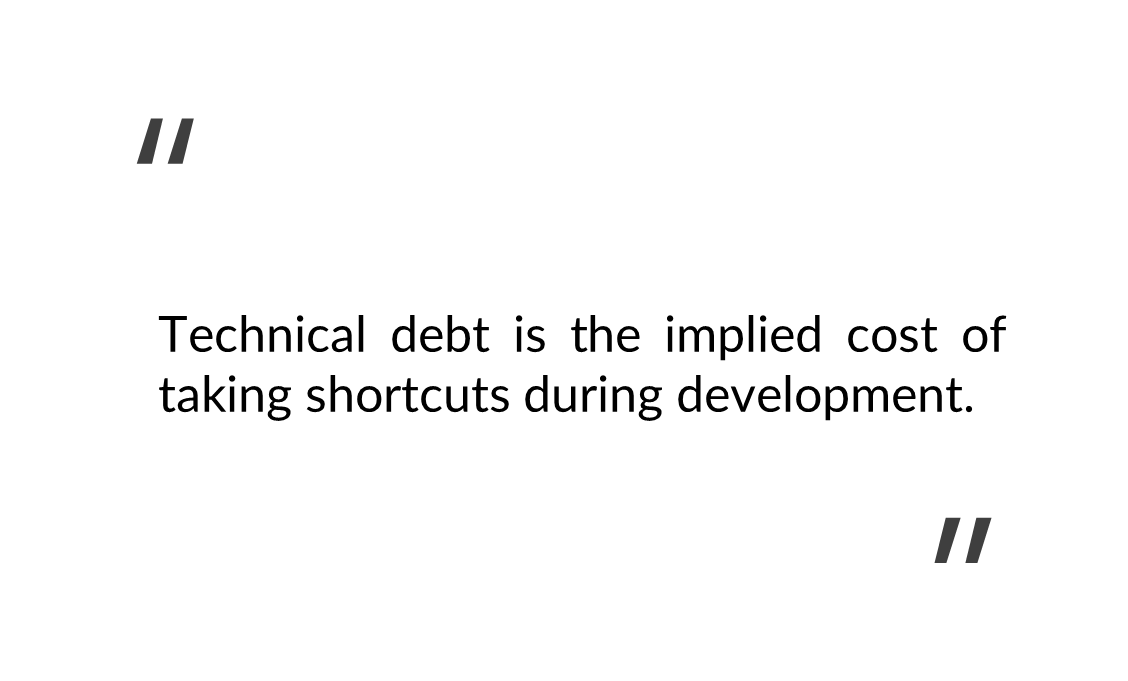 "
Technical debt is the implied cost of
taking shortcuts during development.
"